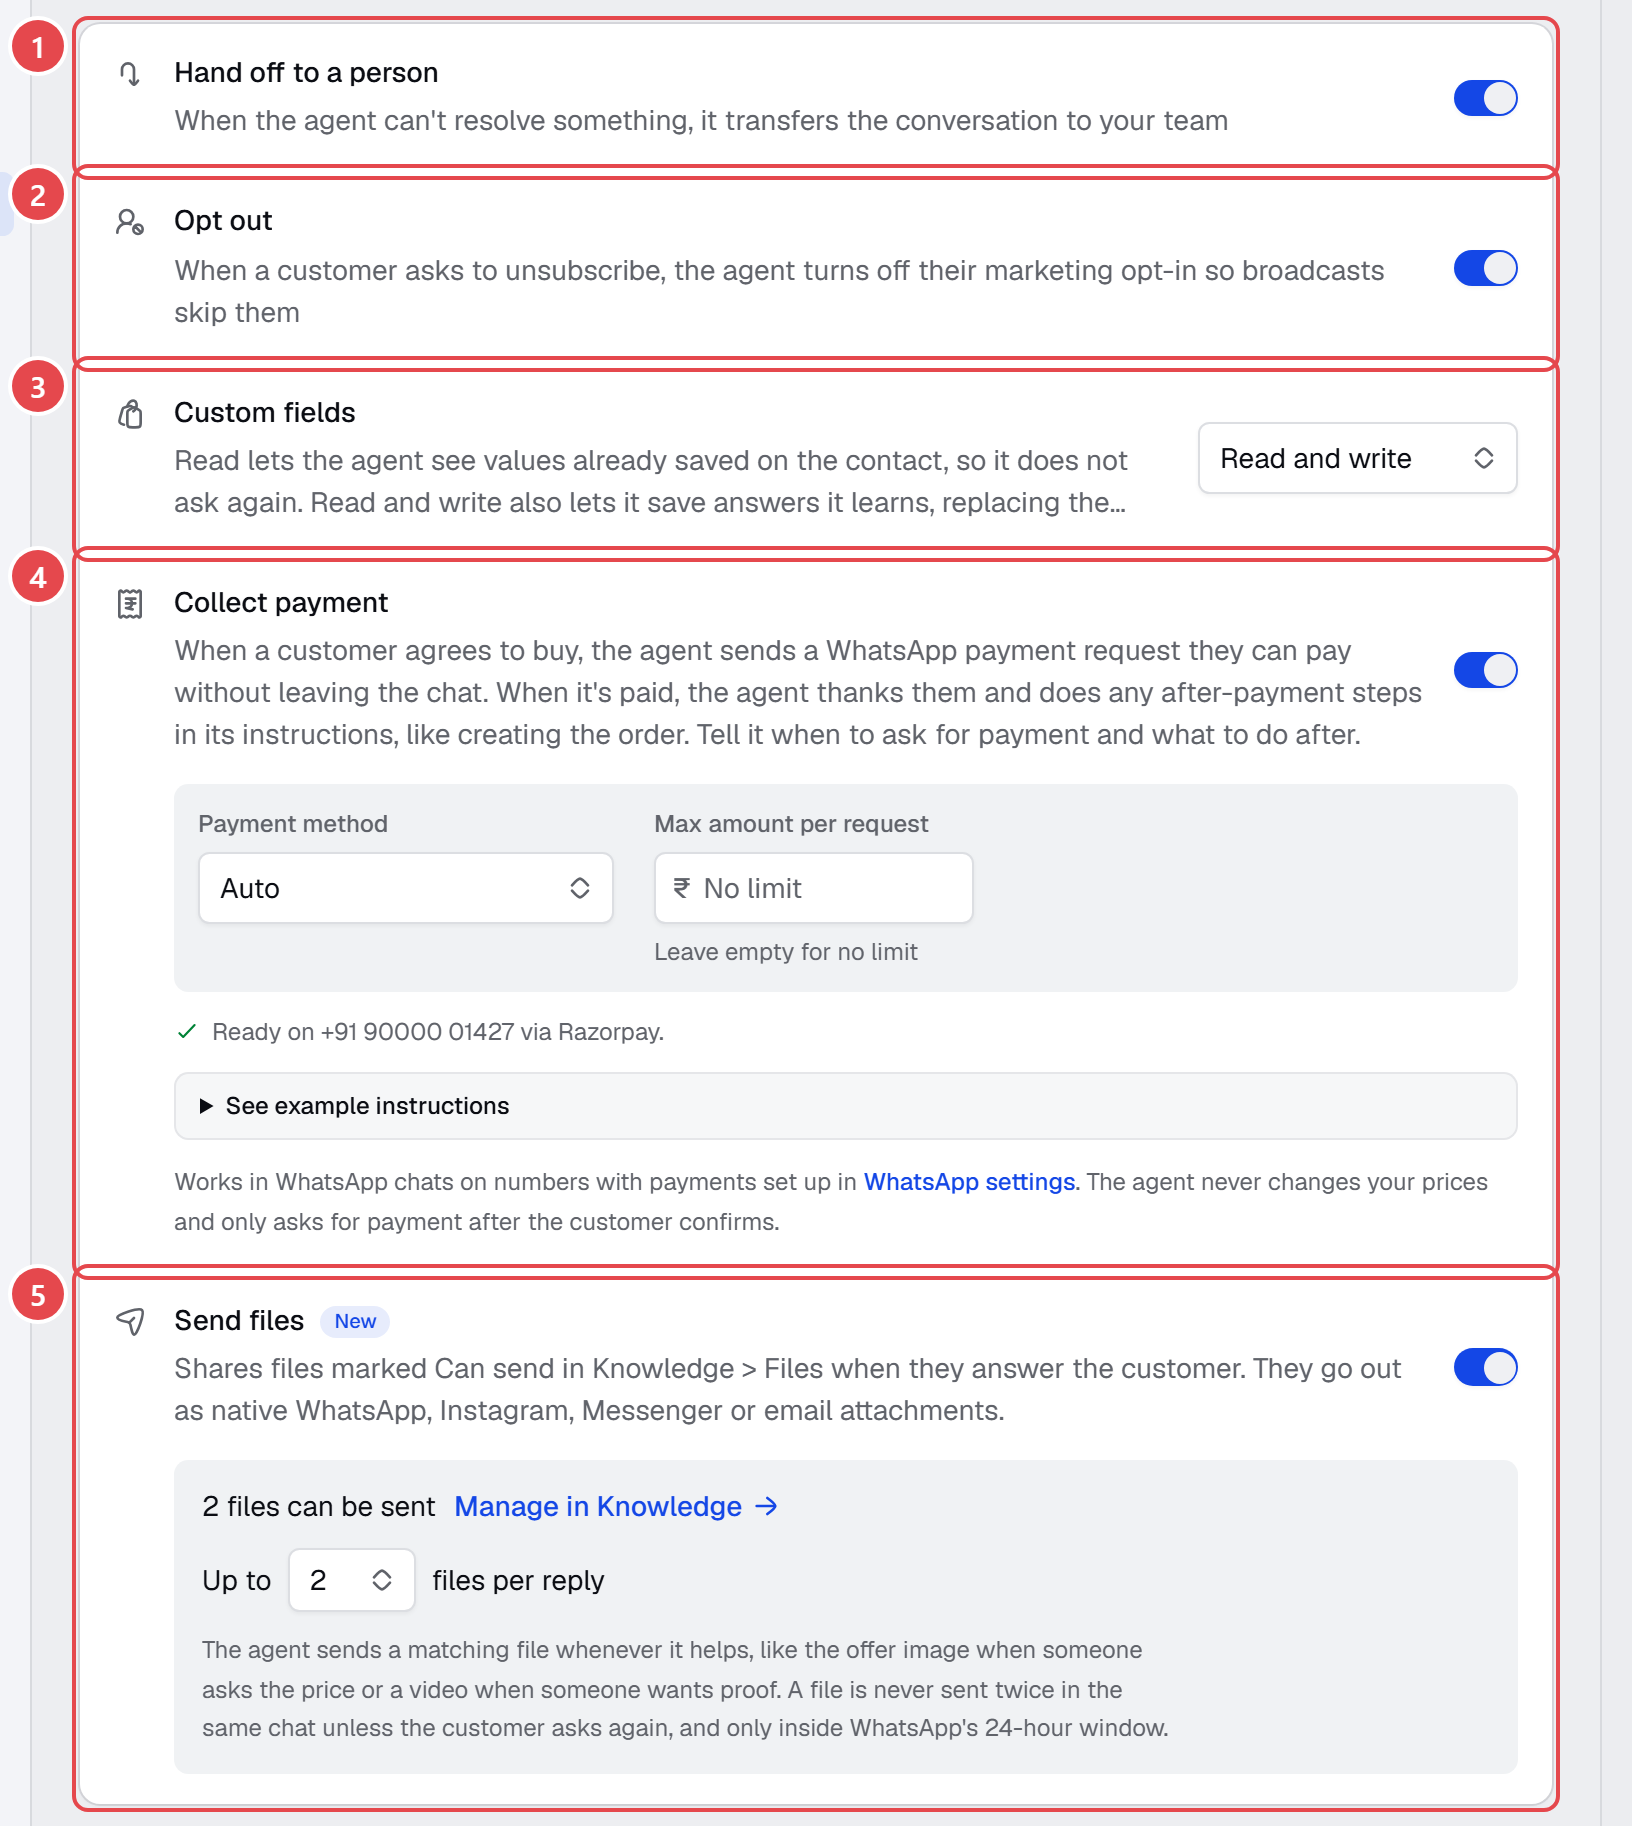 1
Hand off to a person
When the agent can't resolve something, it transfers the conversation to your team
2
Opt out
When a customer asks to unsubscribe, the agent turns off their marketing opt-in so broadcasts
skip them
3
Custom fields
Read lets the agent see values already saved on the contact, so it does not
ask again. Read and write also lets it save answers it learns, replacing the...
Read and write
4
Collect payment
When a customer agrees to buy, the agent sends a WhatsApp payment request they can pay
without leaving the chat. When it's paid, the agent thanks them and does any after-payment steps
in its instructions, like creating the order. Tell it when to ask for payment and what to do after.
Payment method
Max amount per request
Auto
₹ No limit
Leave empty for no limit
Ready on +91 90000 01427 via Razorpay.
See example instructions
Works in WhatsApp chats on numbers with payments set up in WhatsApp settings. The agent never changes your prices
and only asks for payment after the customer confirms.
5
Send files New
Shares files marked Can send in Knowledge > Files when they answer the customer. They go out
as native WhatsApp, Instagram, Messenger or email attachments.
2 files can be sent Manage in Knowledge →
Up to 2 files per reply
The agent sends a matching file whenever it helps, like the offer image when someone
asks the price or a video when someone wants proof. A file is never sent twice in the
same chat unless the customer asks again, and only inside WhatsApp's 24-hour window.